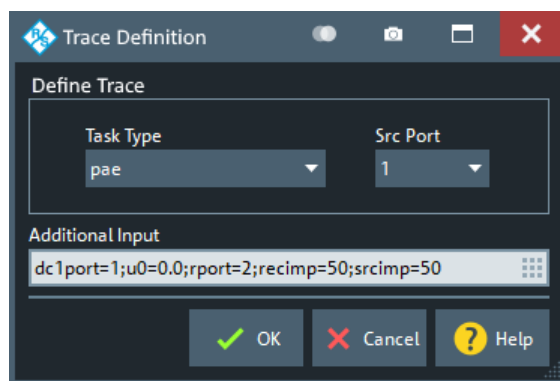 R&S Trace Definition
Define Trace
Task Type Src Port
pae 1
Additional Input
dc1port=1;u0=0.0;rport=2;recimp=50;srcimp=50
OK Cancel ? Help